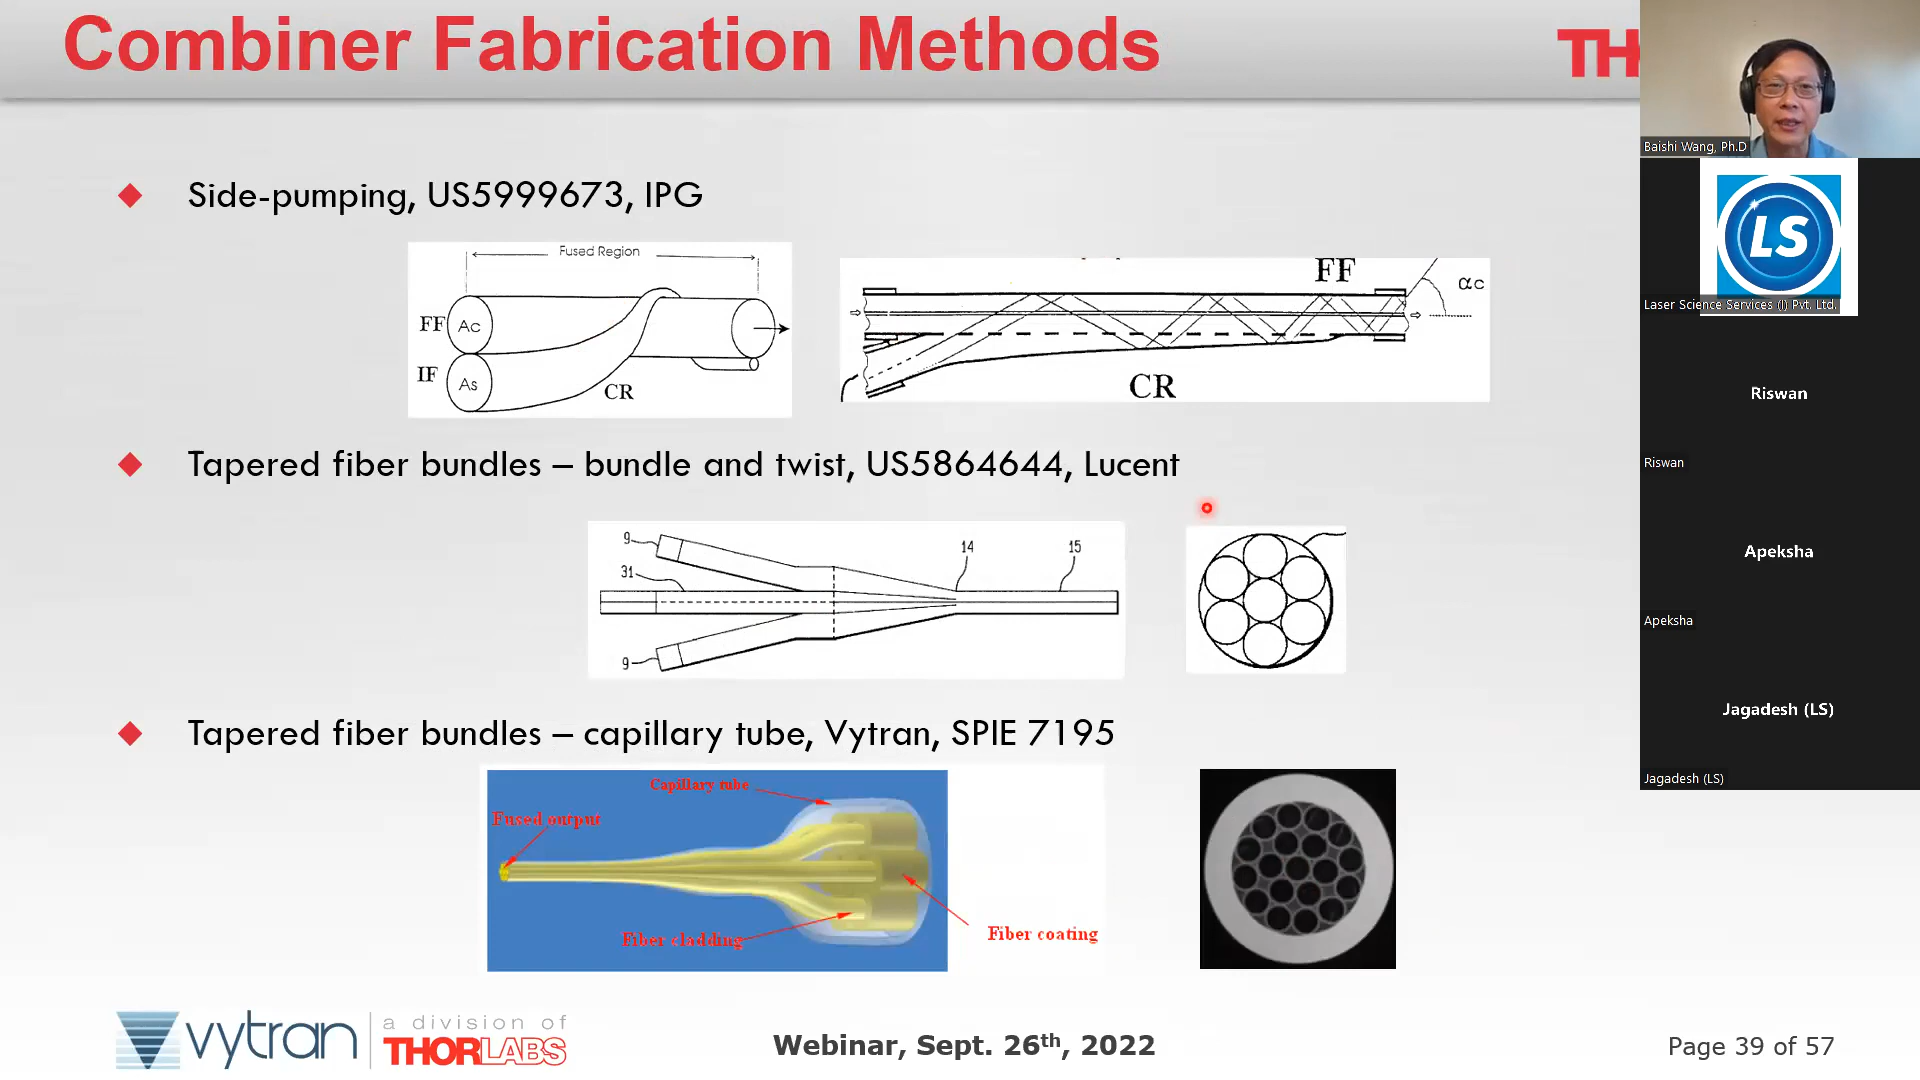 Combiner Fabrication Methods
TH
Baishi Wang, Ph.D
Side-pumping, US5999673, IPG
Fused Region
FF
Ac
IF
As
CR
FF
αc
CR
LS
Laser Science Services (I) Pvt. Ltd.
Riswan
Riswan
Tapered fiber bundles – bundle and twist, US5864644, Lucent
9
31
14
15
9
Apeksha
Apeksha
Tapered fiber bundles – capillary tube, Vytran, SPIE 7195
Capillary tube
Fused output
Fiber cladding
Fiber coating
Jagadesh (LS)
Jagadesh (LS)
vytran
a division of
THORLABS
Webinar, Sept. 26th, 2022
Page 39 of 57